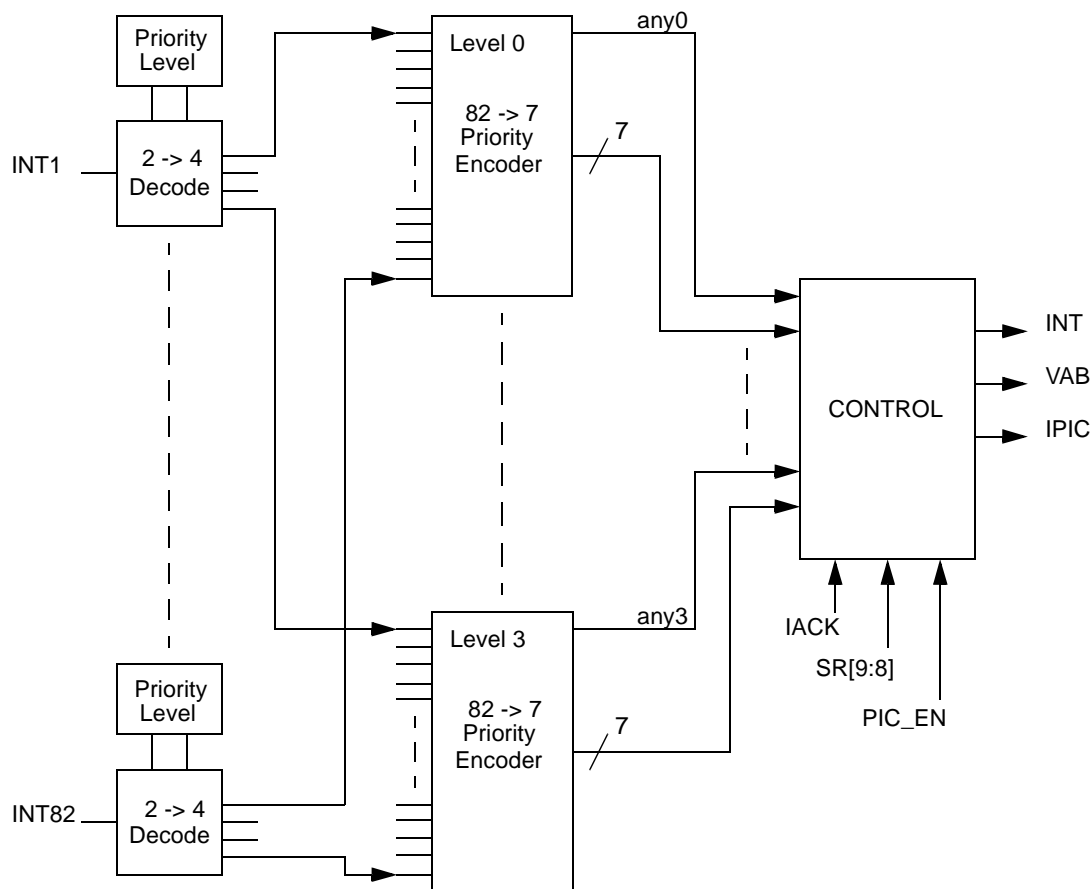 Priority
Level
INT1
2 -> 4
Decode
Level 0
82 -> 7
Priority
Encoder
any0
7
CONTROL
INT
VAB
IPIC
IACK
SR[9:8]
PIC_EN
Priority
Level
INT82
2 -> 4
Decode
Level 3
82 -> 7
Priority
Encoder
any3
7